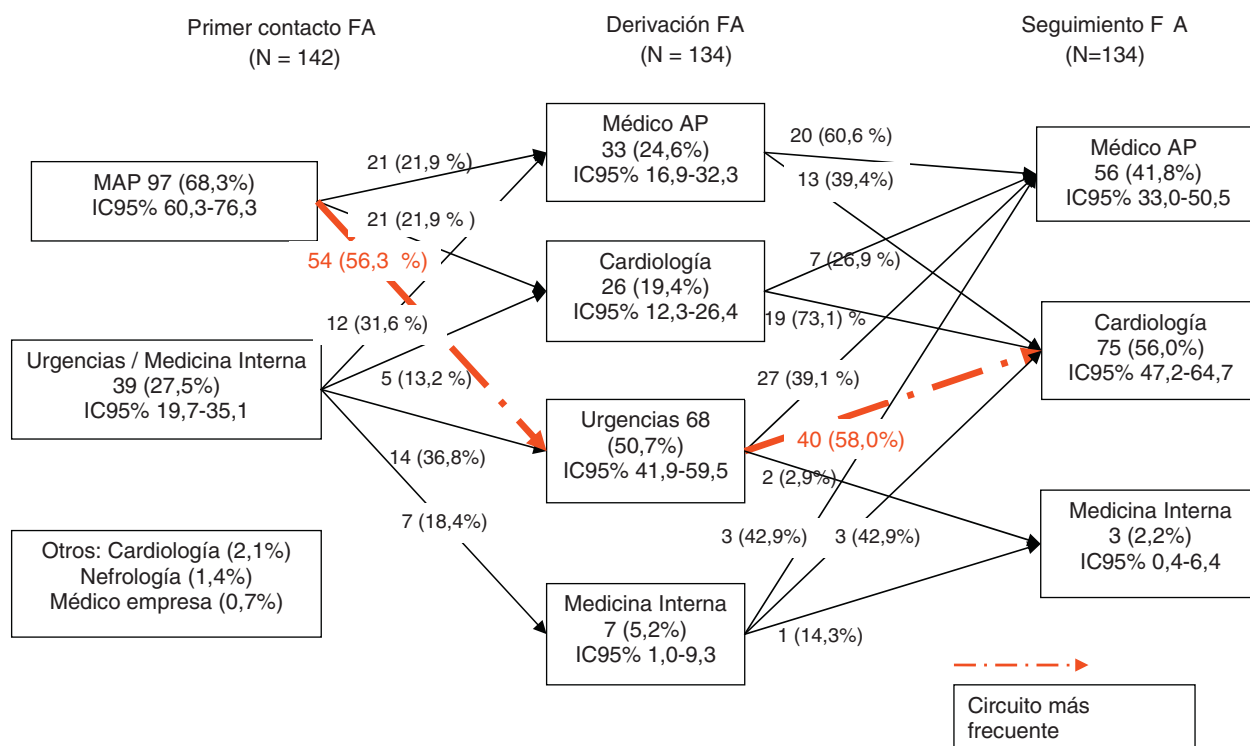 Primer contacto FA
(N = 142)
Derivación FA
(N = 134)
Seguimiento F A
(N=134)
MAP 97 (68,3%)
IC95% 60,3-76,3
Urgencias / Medicina Interna
39 (27,5%)
IC95% 19,7-35,1
Otros: Cardiología (2,1%)
Nefrología (1,4%)
Médico empresa (0,7%)
21 (21,9 %)
21 (21,9 % )
54 (56,3 %)
12 (31,6 %)
5 (13,2 %)
14 (36,8%)
7 (18,4%)
Médico AP
33 (24,6%)
IC95% 16,9-32,3
Cardiología
26 (19,4%)
IC95% 12,3-26,4
Urgencias 68
(50,7%)
IC95% 41,9-59,5
Medicina Interna
7 (5,2%)
IC95% 1,0-9,3
20 (60,6 %)
13 (39,4%)
7 (26,9 %)
19 (73,1) %
27 (39,1 %)
40 (58,0%)
2 (2,9%)
3 (42,9%)
3 (42,9%)
1 (14,3%)
Médico AP
56 (41,8%)
IC95% 33,0-50,5
Cardiología
75 (56,0%)
IC95% 47,2-64,7
Medicina Interna
3 (2,2%)
IC95% 0,4-6,4
Circuito más
frecuente